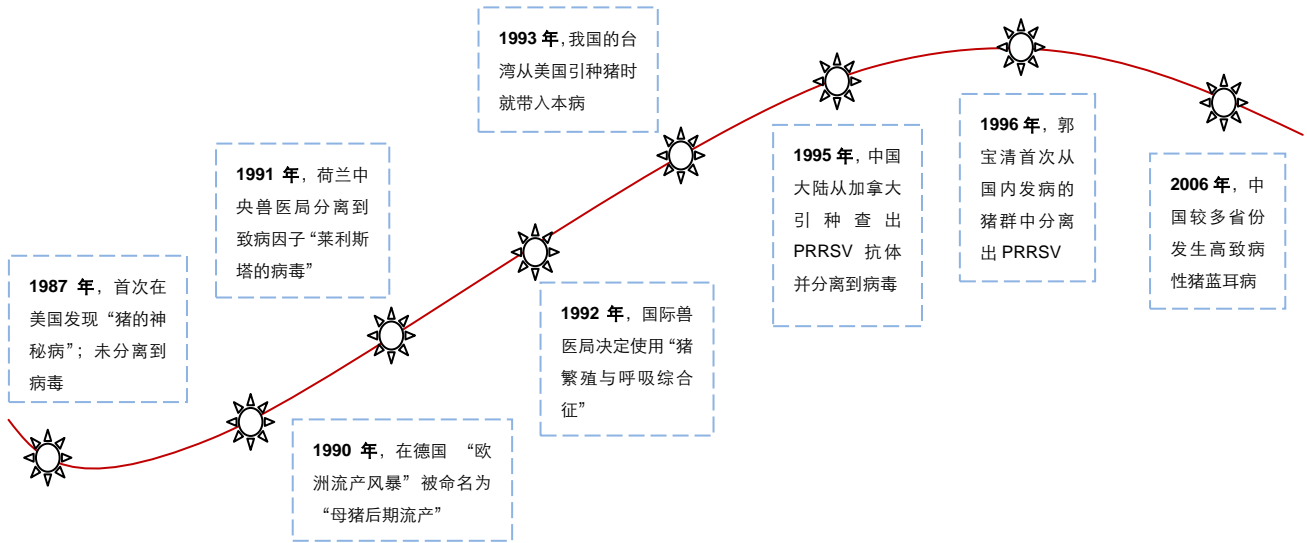 1987 年，首次在
美国发现“猪的神
秘病”；未分离到
病毒
1990 年，在德国 “欧
洲流产风暴”被命名为
“母猪后期流产”
1991 年，荷兰中
央兽医局分离到
致病因子“莱利斯
塔的病毒”
1992 年，国际兽
医局决定使用“猪
繁殖与呼吸综合
征”
1993 年，我国的台
湾从美国引种猪时
就带入本病
1995 年，中国
大陆从加拿大
引种查出
PRRSV 抗体
并分离到病毒
1996 年，郭
宝清首次从
国内发病的
猪群中分离
出 PRRSV
2006 年，中
国较多省份
发生高致病
性猪蓝耳病